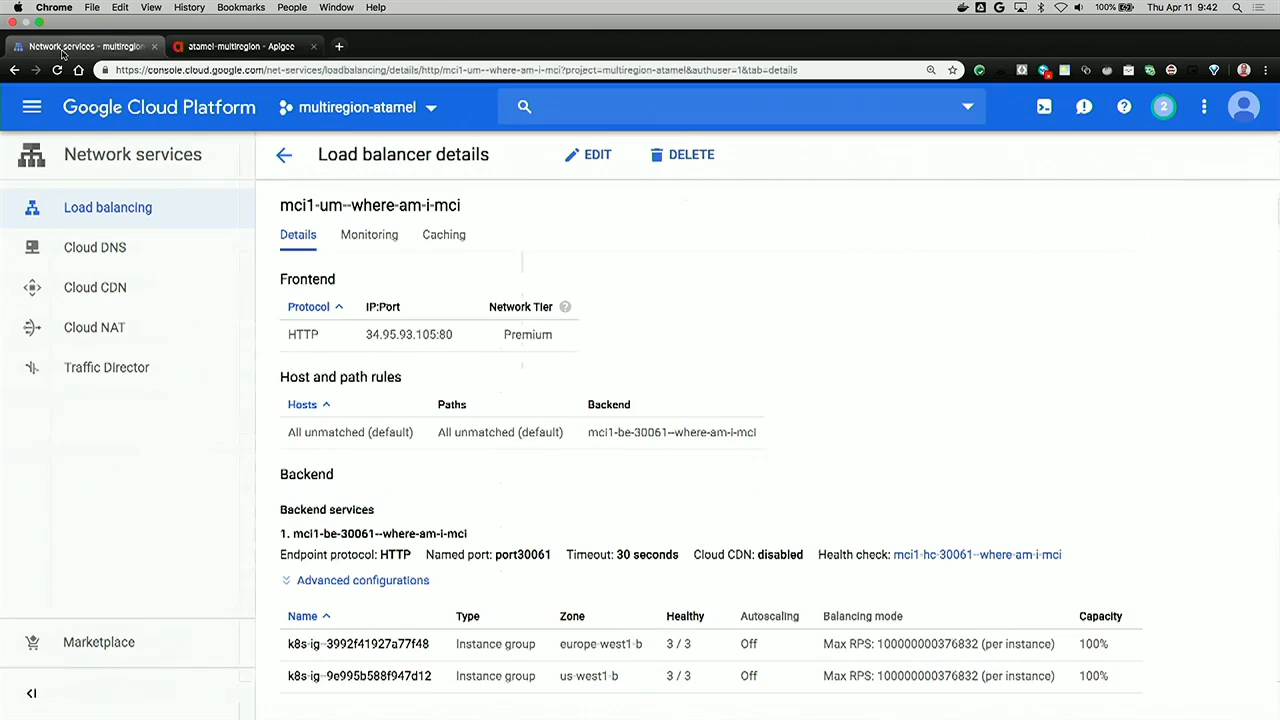 Chrome File Edit View History Bookmarks People Window Help 100% Thu Apr 11 9:42
Network services - multiregion atamel-multiregion - Apigee
https://console.cloud.google.com/net-services/loadbalancing/details/http/mci1-um--where-am-i-mci?project=multiregion-atamel&authuser=1&tab=details
Google Cloud Platform multiregion-atamel 2
Network services Load balancer details EDIT DELETE
Load balancing
Cloud DNS
Cloud CDN
Cloud NAT
Traffic Director
Marketplace
mci1-um--where-am-i-mci
Details Monitoring Caching
Frontend
Protocol IP:Port Network Tier ?
HTTP 34.95.93.105:80 Premium
Host and path rules
Hosts Paths Backend
All unmatched (default) All unmatched (default) mci1-be-30061--where-am-i-mci
Backend
Backend services
1. mci1-be-30061--where-am-i-mci
Endpoint protocol: HTTP Named port: port30061 Timeout: 30 seconds Cloud CDN: disabled Health check: mci1-hc-30061--where-am-i-mci
Advanced configurations
Name Type Zone Healthy Autoscaling Balancing mode Capacity
k8s-ig--3992f41927a77f48 Instance group europe-west1-b 3 / 3 Off Max RPS: 100000000376832 (per instance) 100%
k8s-ig--9e995b588f947d12 Instance group us-west1-b 3 / 3 Off Max RPS: 100000000376832 (per instance) 100%